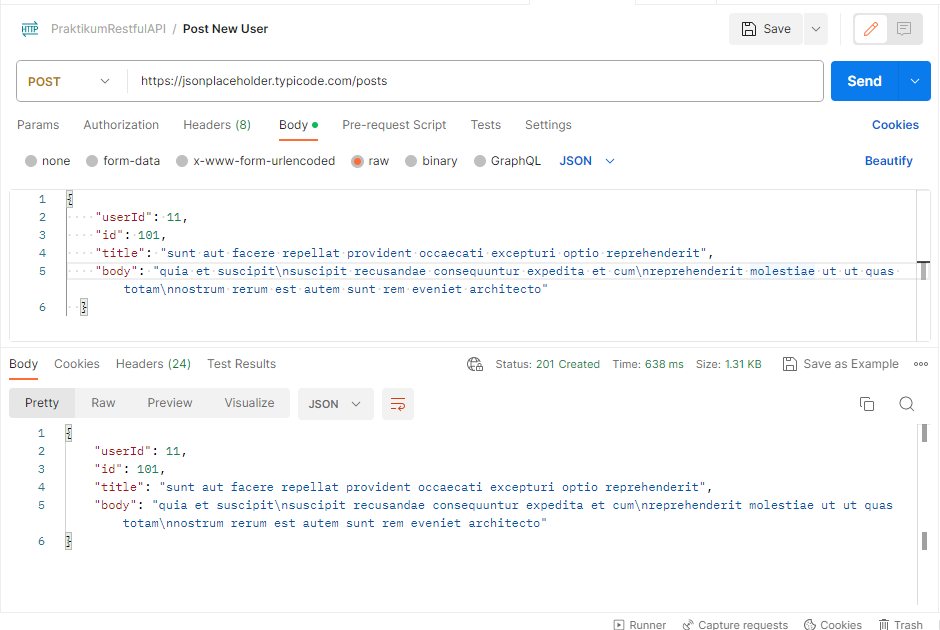 HTTP PraktikumRestfulAPI / Post New User Save
POST https://jsonplaceholder.typicode.com/posts Send
Params Authorization Headers (8) Body Pre-request Script Tests Settings Cookies
none form-data x-www-form-urlencoded raw binary GraphQL JSON Beautify
1 {
2 ····"userId":·11,
3 ····"id":·101,
4 ····"title":·"sunt·aut·facere·repellat·provident·occaecati·excepturi·optio·reprehenderit",
5 ····"body":·"quia·et·suscipit\nsuscipit·recusandae·consequuntur·expedita·et·cum\nreprehenderit·molestiae·ut·ut·quas·
totam\nnostrum·rerum·est·autem·sunt·rem·eveniet·architecto"
6 ··}
Body Cookies Headers (24) Test Results Status: 201 Created Time: 638 ms Size: 1.31 KB Save as Example
Pretty Raw Preview Visualize JSON
1 {
2 "userId": 11,
3 "id": 101,
4 "title": "sunt aut facere repellat provident occaecati excepturi optio reprehenderit",
5 "body": "quia et suscipit\nsuscipit recusandae consequuntur expedita et cum\nreprehenderit molestiae ut ut quas
totam\nnostrum rerum est autem sunt rem eveniet architecto"
6 }
Runner Capture requests Cookies Trash